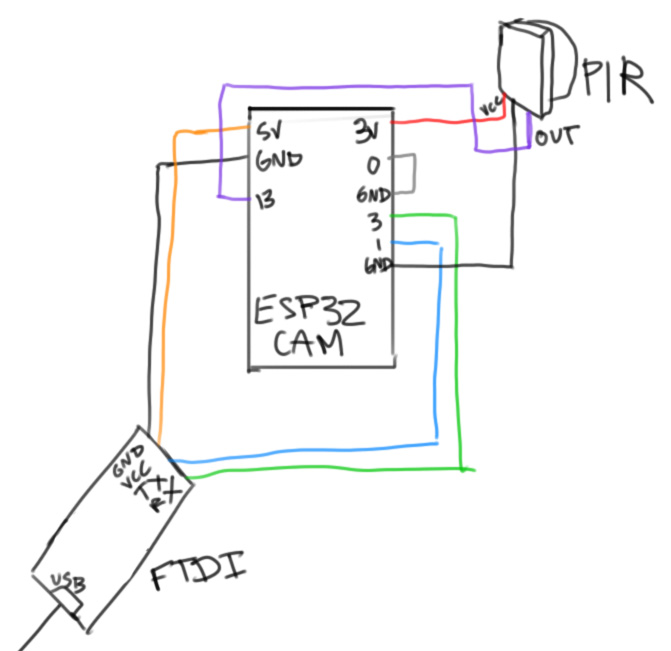 PIR
VCC
OUT
5V
3V
GND
0
13
GND
3
1
GND
ESP32
CAM
GND
VCC
TX
RX
USB
FTDI